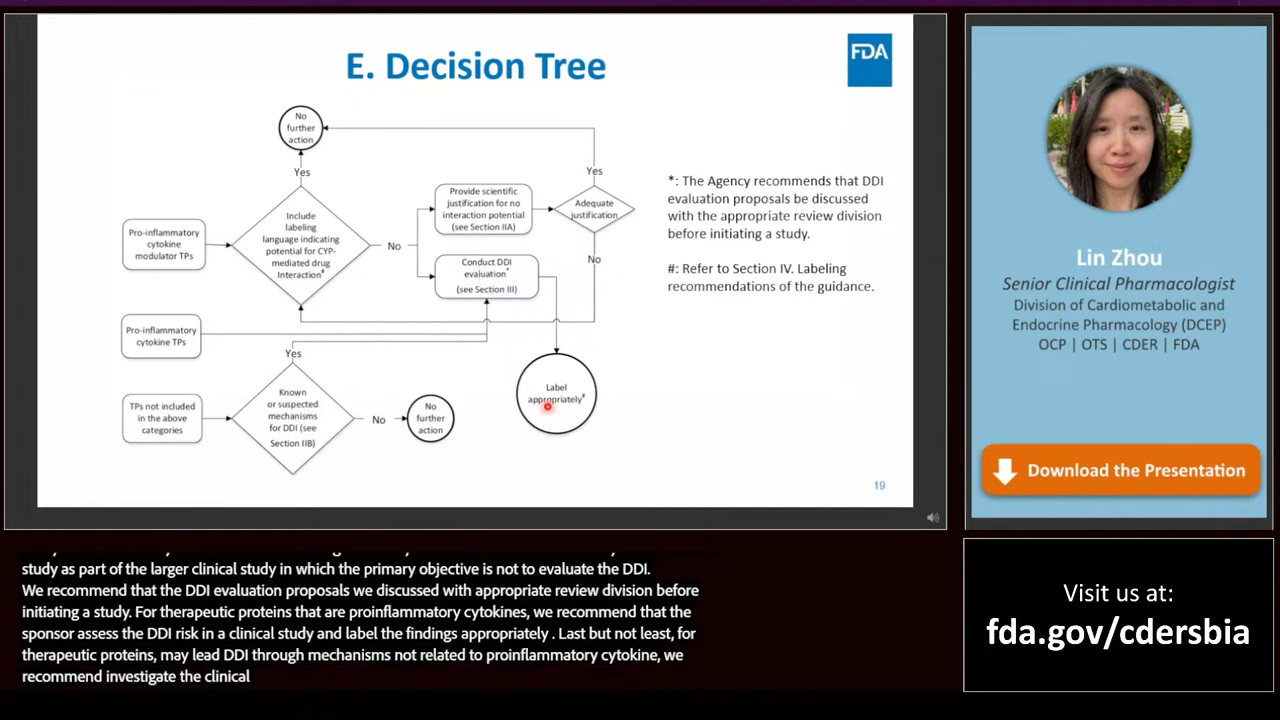 E. Decision Tree
FDA
No
further
action
Yes
Yes
Include
labeling
language indicating
potential for CYP-
mediated drug
Interaction#
Pro-inflammatory
cytokine
modulator TPs
No
Provide scientific
justification for no
interaction potential
(see Section IIA)
Adequate
justification
Conduct DDI
evaluation*
(see Section III)
No
Pro-inflammatory
cytokine TPs
Yes
Known
or suspected
mechanisms
for DDI (see
Section IIB)
TPs not included
in the above
categories
No
No
further
action
Label
appropriately#
*: The Agency recommends that DDI
evaluation proposals be discussed
with the appropriate review division
before initiating a study.
#: Refer to Section IV. Labeling
recommendations of the guidance.
19
Lin Zhou
Senior Clinical Pharmacologist
Division of Cardiometabolic and
Endocrine Pharmacology (DCEP)
OCP | OTS | CDER | FDA
Download the Presentation
study as part of the larger clinical study in which the primary objective is not to evaluate the DDI.
We recommend that the DDI evaluation proposals we discussed with appropriate review division before
initiating a study. For therapeutic proteins that are proinflammatory cytokines, we recommend that the
sponsor assess the DDI risk in a clinical study and label the findings appropriately . Last but not least, for
therapeutic proteins, may lead DDI through mechanisms not related to proinflammatory cytokine, we
recommend investigate the clinical
Visit us at:
fda.gov/cdersbia